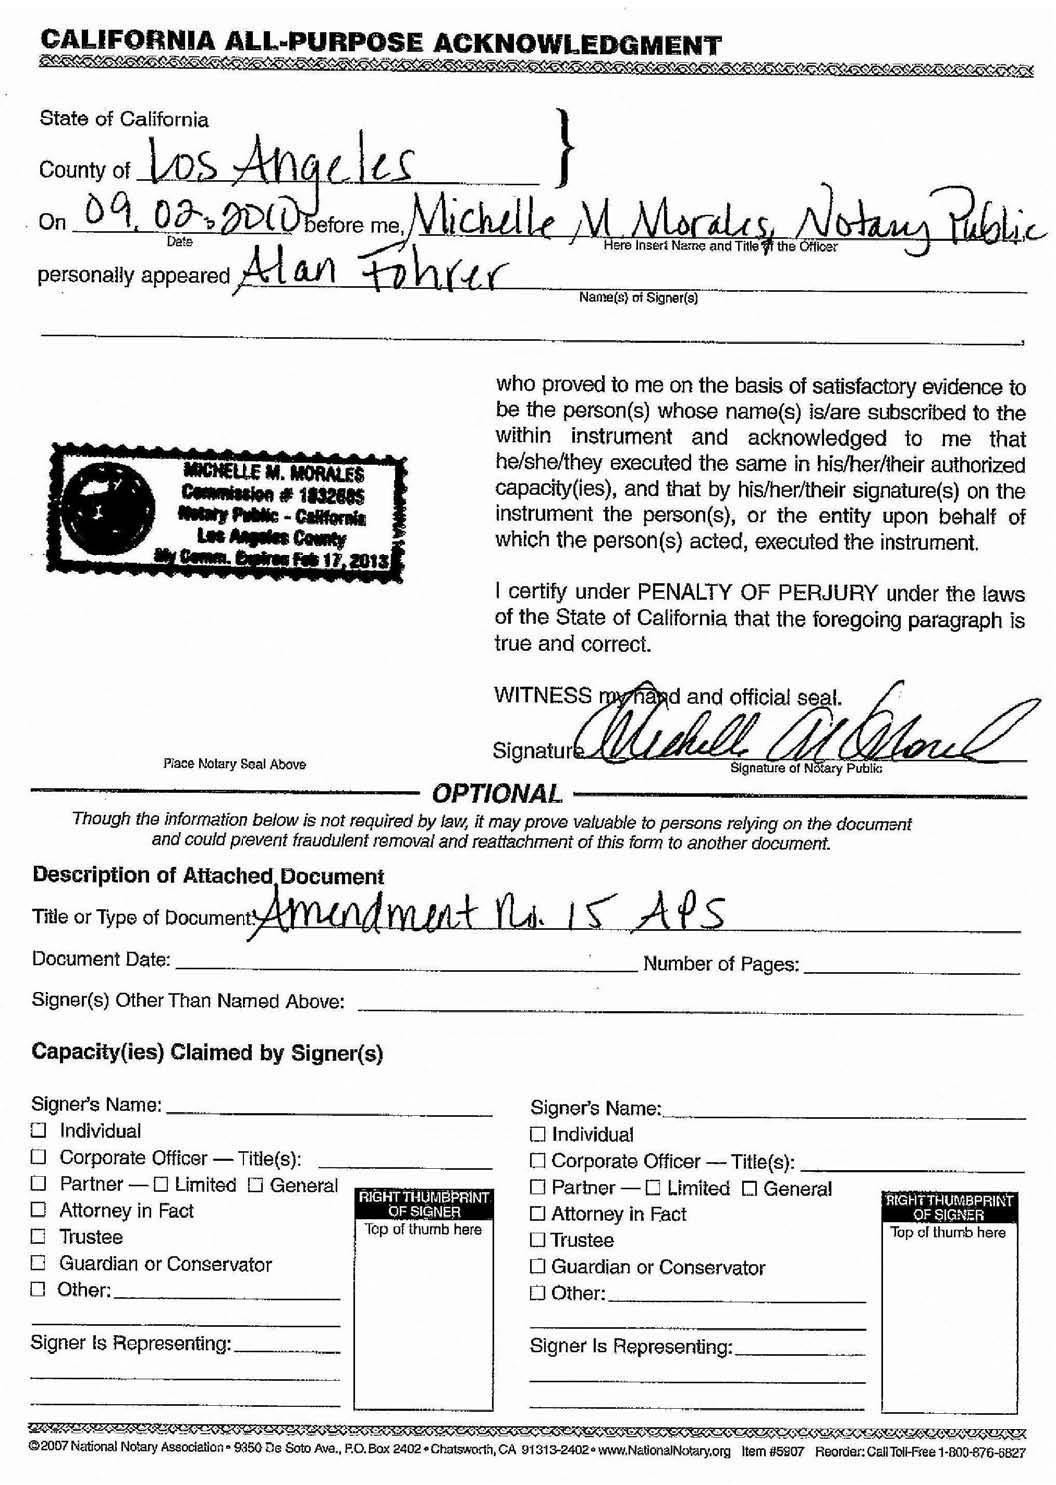 CALIFORNIA ALL-PURPOSE ACKNOWLEDGMENT
State of California
County of Los Angeles
On 09.02.2010 before me, Michelle M Morales, Notary Public
Date
Here Insert Name and Title of the Officer
personally appeared Alan Fohrer
Name(s) of Signer(s)
who proved to me on the basis of satisfactory evidence to
be the person(s) whose name(s) is/are subscribed to the
within instrument and acknowledged to me that
he/she/they executed the same in his/her/their authorized
capacity(ies), and that by his/her/their signature(s) on the
instrument the person(s), or the entity upon behalf of
which the person(s) acted, executed the instrument.
MICHELLE M. MORALES
Commission # 1832685
Notary Public - California
Los Angeles County
My Comm. Expires Feb 17, 2013
I certify under PENALTY OF PERJURY under the laws
of the State of California that the foregoing paragraph is
true and correct.
WITNESS my hand and official seal.
Signature Michelle M Morales
Signature of Notary Public
Place Notary Seal Above
OPTIONAL
Though the information below is not required by law, it may prove valuable to persons relying on the document
and could prevent fraudulent removal and reattachment of this form to another document.
Description of Attached Document
Title or Type of Document: Amendment No. 15 APS
Document Date: Number of Pages:
Signer(s) Other Than Named Above:
Capacity(ies) Claimed by Signer(s)
Signer's Name:
Individual
Corporate Officer — Title(s):
Partner — Limited General
Attorney in Fact
Trustee
Guardian or Conservator
Other:
Signer Is Representing:
RIGHT THUMBPRINT
OF SIGNER
Top of thumb here
Signer's Name:
Individual
Corporate Officer — Title(s):
Partner — Limited General
Attorney in Fact
Trustee
Guardian or Conservator
Other:
Signer Is Representing:
RIGHT THUMBPRINT
OF SIGNER
Top of thumb here
©2007 National Notary Association • 9350 De Soto Ave., P.O. Box 2402 • Chatsworth, CA 91313-2402 • www.NationalNotary.org Item #5907 Reorder: Call Toll-Free 1-800-876-6827